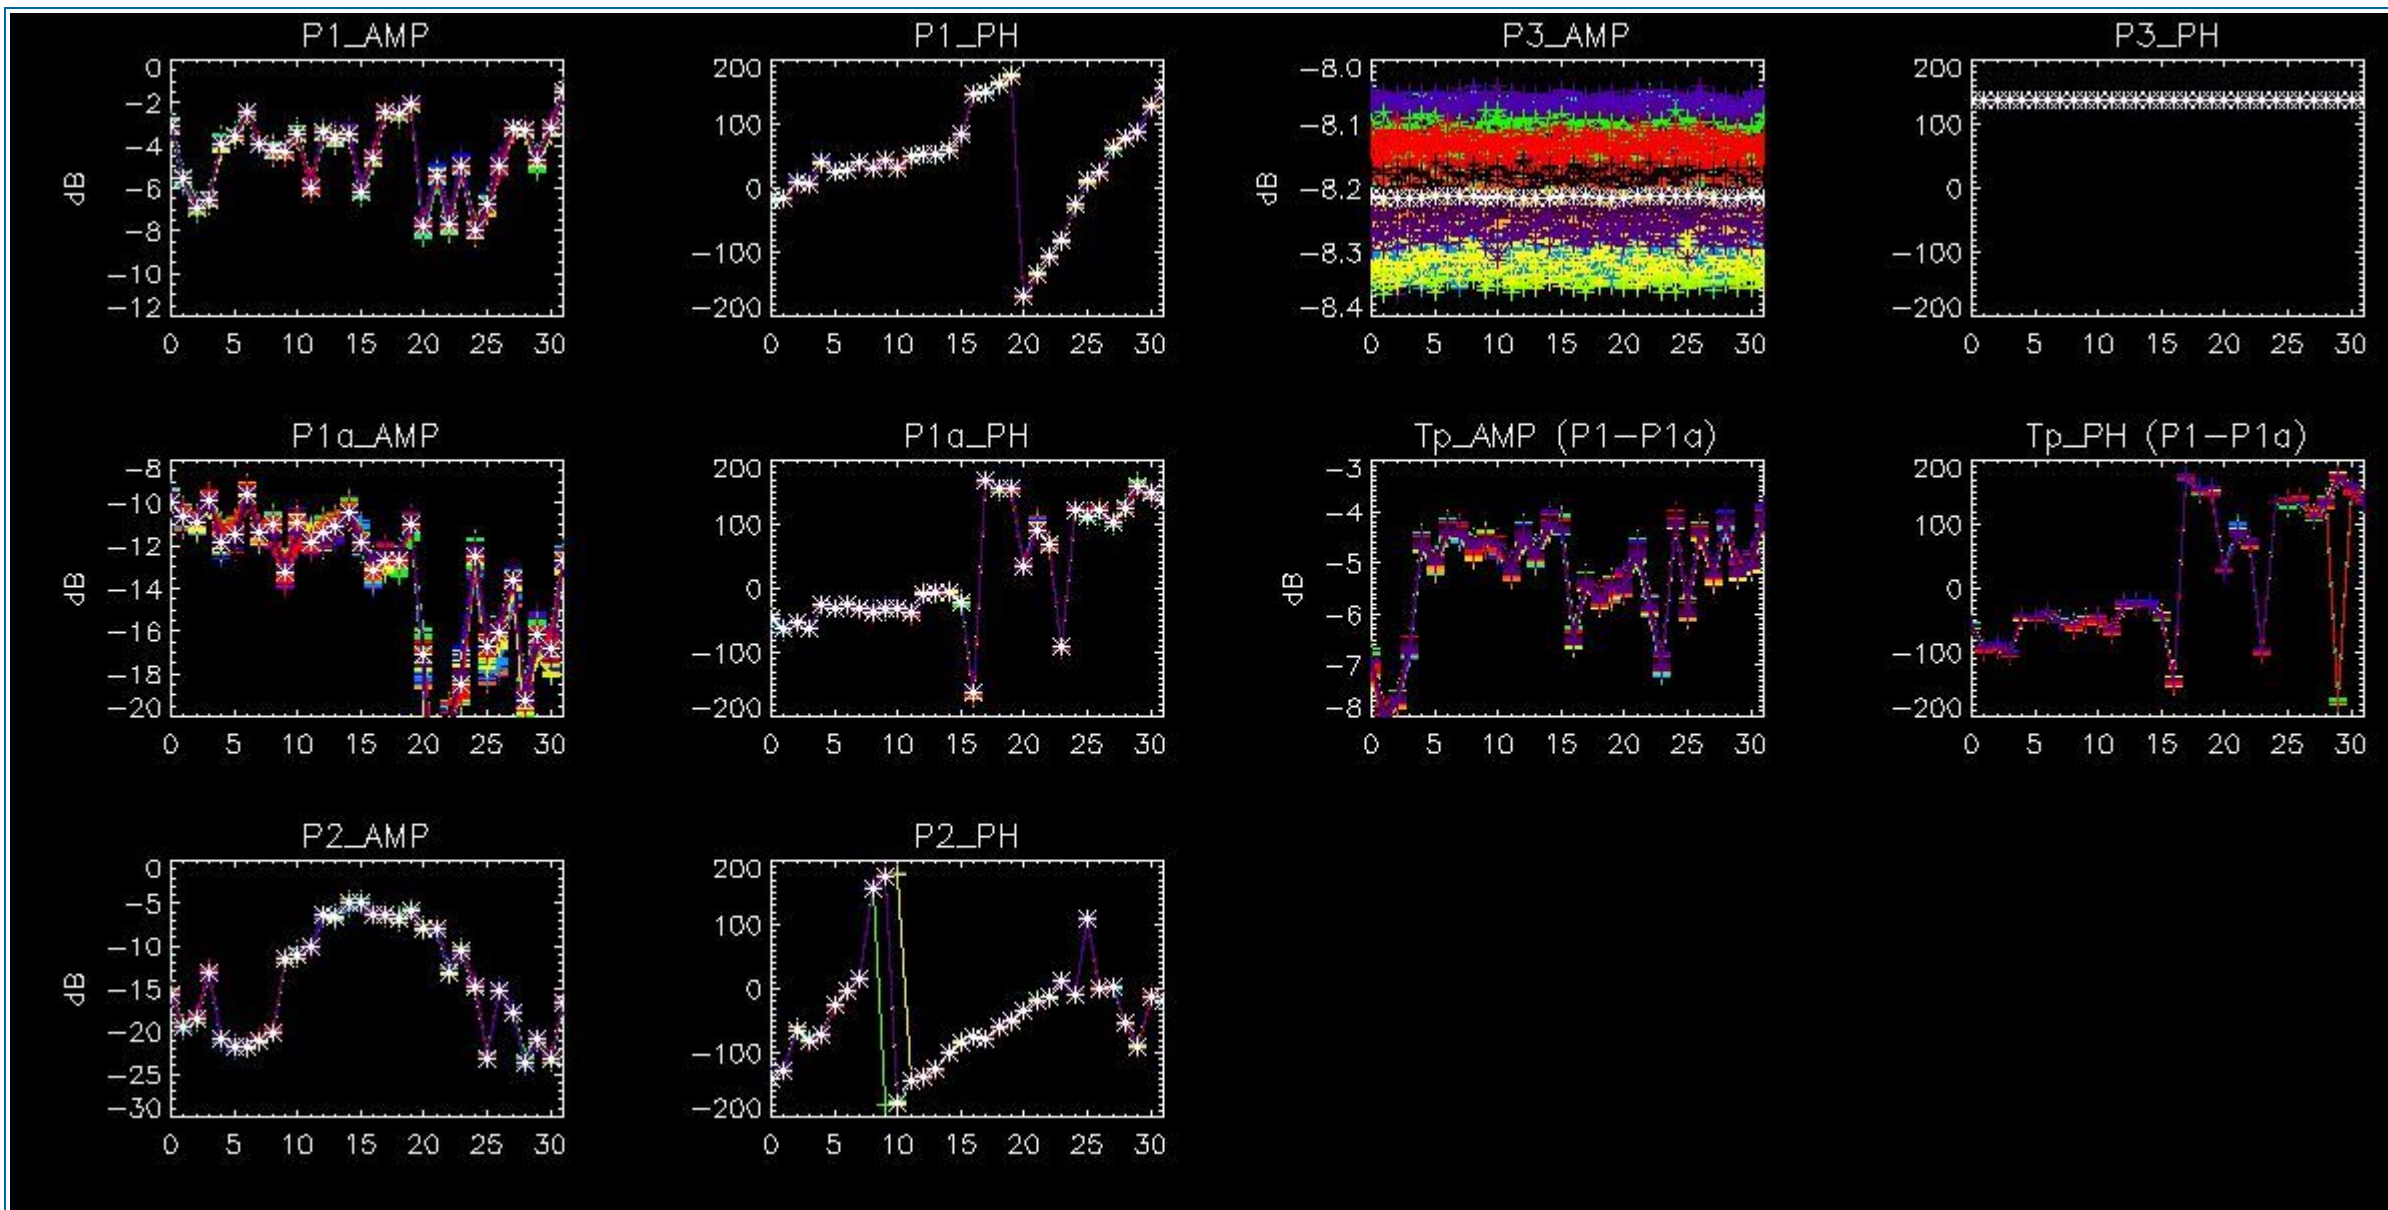 P1_AMP P1_PH P3_AMP P3_PH
0 200 −8.0 200
−2
−4 100 −8.1 100
dB −6 0 dB −8.2 0
−8
−10 −100 −8.3 −100
−12 −200 −8.4 −200
0 5 10 15 20 25 30 0 5 10 15 20 25 30 0 5 10 15 20 25 30 0 5 10 15 20 25 30
P1a_AMP P1a_PH Tp_AMP (P1−P1a) Tp_PH (P1−P1a)
−8 200 −3 200
−10 100 −4 100
−12
dB −14 0 dB −5 0
−16 −6
−18 −100 −7 −100
−20 −200 −8 −200
0 5 10 15 20 25 30 0 5 10 15 20 25 30 0 5 10 15 20 25 30 0 5 10 15 20 25 30
P2_AMP P2_PH
0 200
−5 100
−10
dB −15 0
−20 −100
−25
−30 −200
0 5 10 15 20 25 30 0 5 10 15 20 25 30